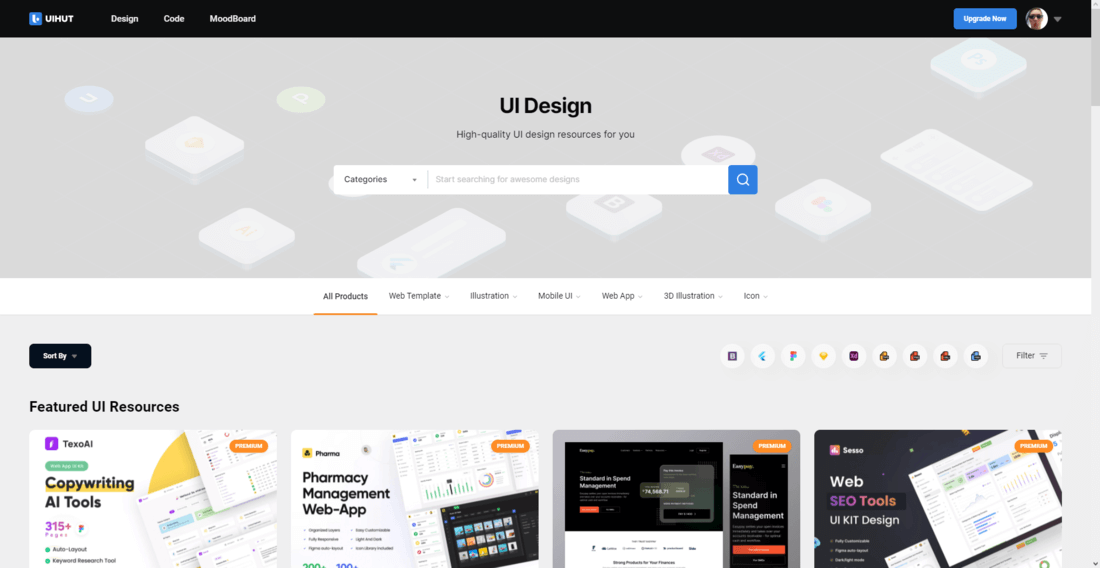 UIHUT
Design
Code
MoodBoard
Upgrade Now
UI Design
High-quality UI design resources for you
Categories
Start searching for awesome designs
All Products
Web Template
Illustration
Mobile UI
Web App
3D Illustration
Icon
Sort By
Filter
Featured UI Resources
TexoAI
PREMIUM
Web App UI Kit
Copywriting
AI Tools
315+
Pages
Auto-Layout
Keyword Research Tool
Pharma
PREMIUM
Pharmacy
Management
Web-App
Organized Layers
Easy Customizable
Fully Responsive
Light And Dark
Figma auto-layout
Icon Library Included
200+
100+
PREMIUM
Easypay.
Standard in Spend
Management
74,568.71
Easypay.
Standard in
Spend
Management
Strong Products for Your Finances
Sesso
PREMIUM
Web
SEO Tools
UI KIT Design
Fully Customizable
Figma auto-layout
Dark/light mode